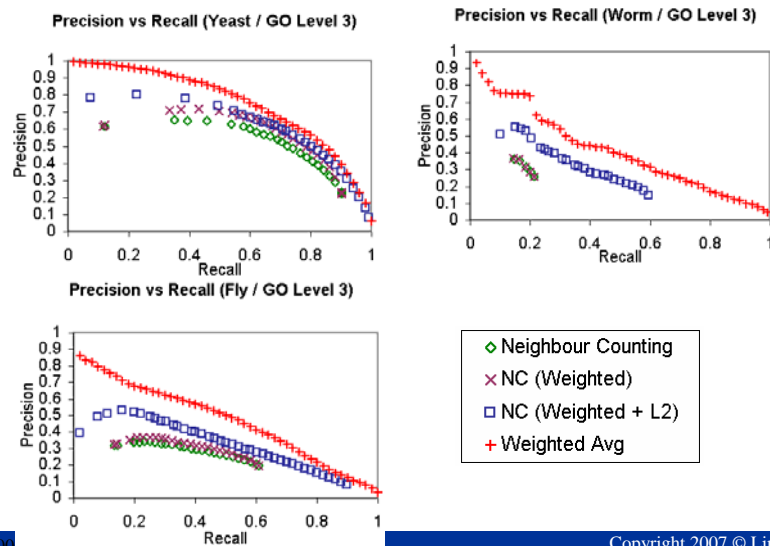 Precision vs Recall (Yeast / GO Level 3)
1
0.9
0.8
0.7
0.6
0.5
0.4
0.3
0.2
0.1
0
Precision
0 0.2 0.4 0.6 0.8 1
Recall
Precision vs Recall (Worm / GO Level 3)
1
0.9
0.8
0.7
0.6
0.5
0.4
0.3
0.2
0.1
0
Precision
0 0.2 0.4 0.6 0.8 1
Recall
Precision vs Recall (Fly / GO Level 3)
1
0.9
0.8
0.7
0.6
0.5
0.4
0.3
0.2
0.1
0
Precision
0 0.2 0.4 0.6 0.8 1
Recall
Neighbour Counting
NC (Weighted)
NC (Weighted + L2)
Weighted Avg
Copyright 2007 © Li